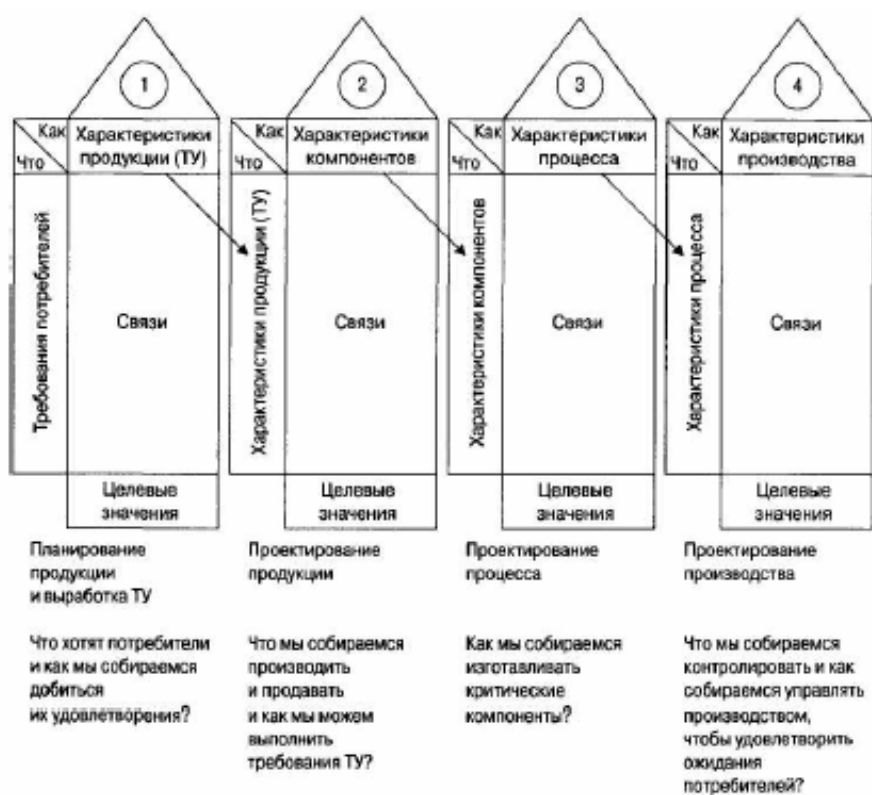 1
Как
Что
Характеристики
продукции (ТУ)
Требования потребителей
Связи
Целевые
значения
Планирование
продукции
и выработка ТУ
Что хотят потребители
и как мы собираемся
добиться
их удовлетворения?
2
Как
Что
Характеристики
компонентов
Характеристики продукции (ТУ)
Связи
Целевые
значения
Проектирование
продукции
Что мы собираемся
производить
и продавать
и как мы можем
выполнить
требования ТУ?
3
Как
Что
Характеристики
процесса
Характеристики компонентов
Связи
Целевые
значения
Проектирование
процесса
Как мы собираемся
изготавливать
критические
компоненты?
4
Как
Что
Характеристики
производства
Характеристики процесса
Связи
Целевые
значения
Проектирование
производства
Что мы собираемся
контролировать и как
собираемся управлять
производством,
чтобы удовлетворить
ожидания
потребителей?